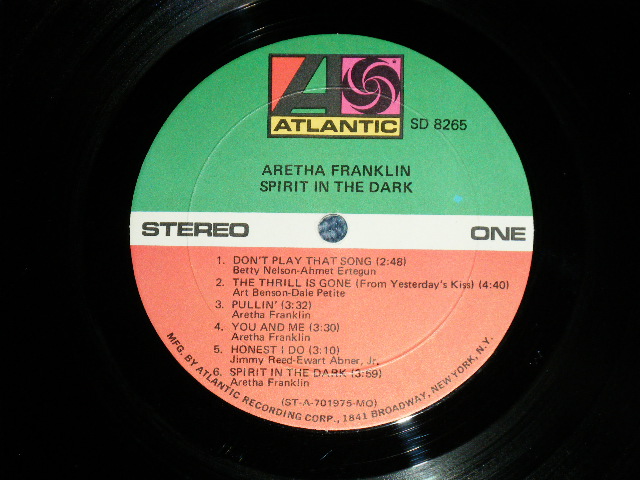 ATLANTIC
SD 8265
ARETHA FRANKLIN
SPIRIT IN THE DARK
STEREO
ONE
1. DON'T PLAY THAT SONG (2:48)
Betty Nelson-Ahmet Ertegun
2. THE THRILL IS GONE (From Yesterday's Kiss) (4:40)
Art Benson-Dale Petite
3. PULLIN' (3:32)
Aretha Franklin
4. YOU AND ME (3:30)
Aretha Franklin
5. HONEST I DO (3:10)
Jimmy Reed-Ewart Abner, Jr.
6. SPIRIT IN THE DARK (3:59)
Aretha Franklin
(ST-A-701975-MO)
MFG. BY ATLANTIC RECORDING CORP., 1841 BROADWAY, NEW YORK, N.Y.